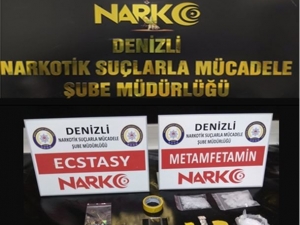 NARKO
DENİZLİ
NARKOTİK SUÇLARLA MÜCADELE
ŞUBE MÜDÜRLÜĞÜ
DENİZLİ
NARKOTİK SUÇLARLA MÜCADELE
ŞUBE MÜDÜRLÜĞÜ
ECSTASY
NARKO
DENİZLİ
NARKOTİK SUÇLARLA MÜCADELE
ŞUBE MÜDÜRLÜĞÜ
METAMFETAMİN
NARKO